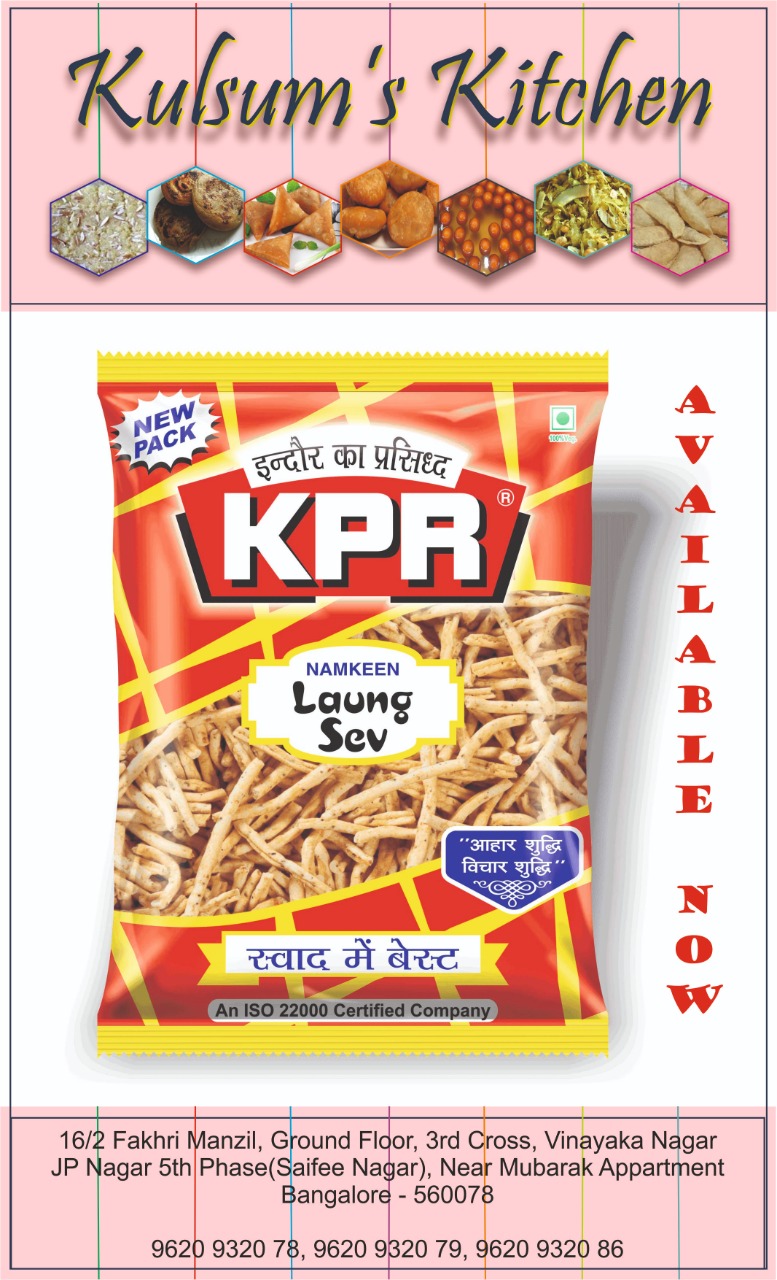 Kulsum's Kitchen
NEW
PACK
100%Veg.
इन्दौर का प्रसिध्द
KPR®
NAMKEEN
Laung
Sev
"आहार शुद्धि
विचार शुद्धि"
स्वाद में बेस्ट
An ISO 22000 Certified Company
AVAILABLE NOW
16/2 Fakhri Manzil, Ground Floor, 3rd Cross, Vinayaka Nagar
JP Nagar 5th Phase(Saifee Nagar), Near Mubarak Appartment
Bangalore - 560078
9620 9320 78, 9620 9320 79, 9620 9320 86